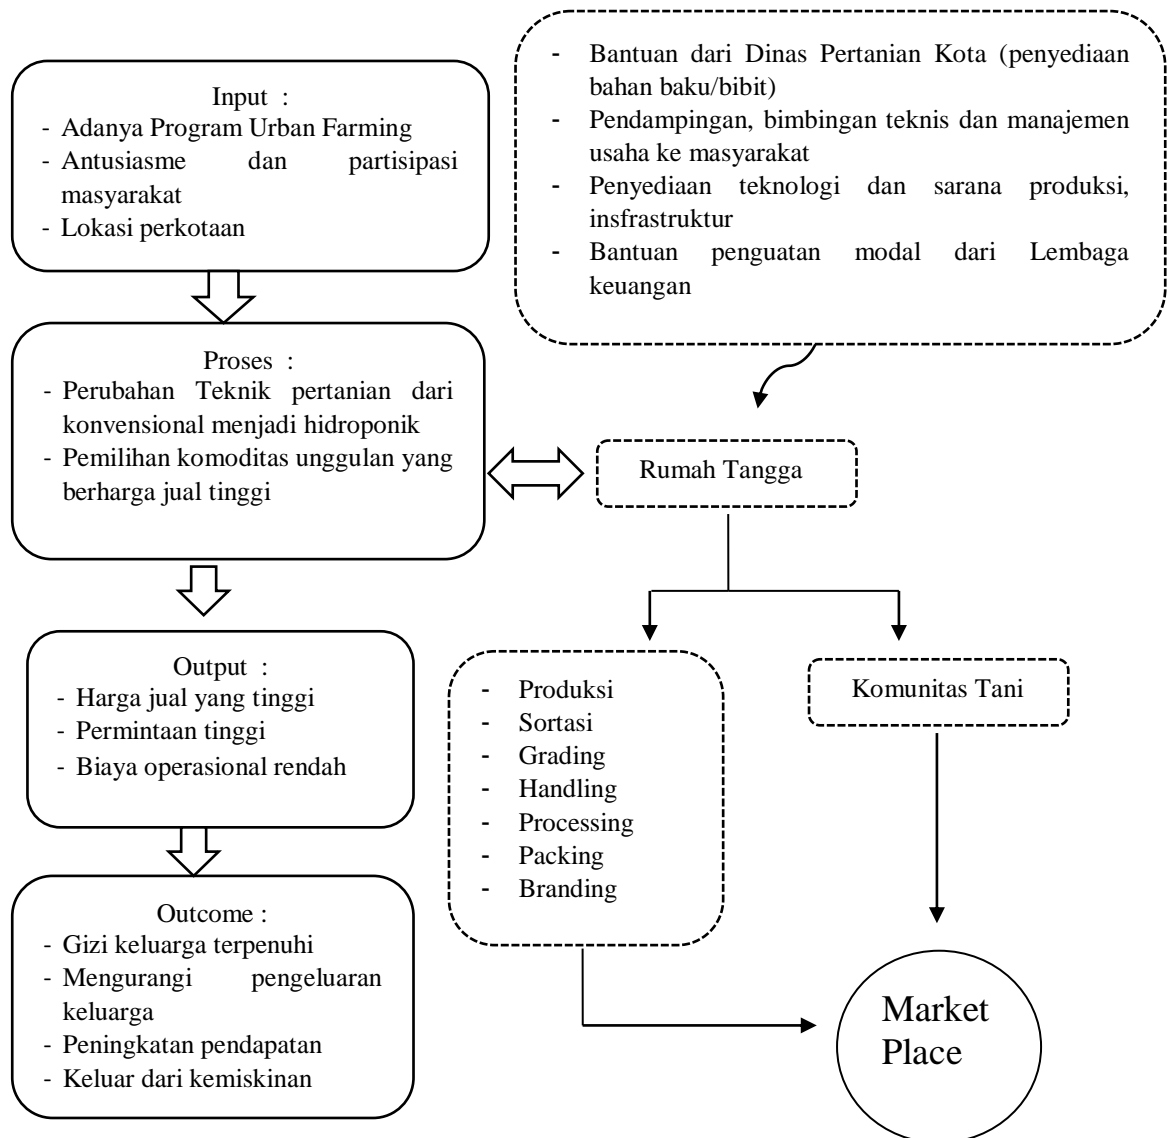 Input :
- Adanya Program Urban Farming
- Antusiasme dan partisipasi
masyarakat
- Lokasi perkotaan
- Bantuan dari Dinas Pertanian Kota (penyediaan
bahan baku/bibit)
- Pendampingan, bimbingan teknis dan manajemen
usaha ke masyarakat
- Penyediaan teknologi dan sarana produksi,
insfrastruktur
- Bantuan penguatan modal dari Lembaga
keuangan
Proses :
- Perubahan Teknik pertanian dari
konvensional menjadi hidroponik
- Pemilihan komoditas unggulan yang
berharga jual tinggi
Rumah Tangga
Output :
- Harga jual yang tinggi
- Permintaan tinggi
- Biaya operasional rendah
- Produksi
- Sortasi
- Grading
- Handling
- Processing
- Packing
- Branding
Komunitas Tani
Outcome :
- Gizi keluarga terpenuhi
- Mengurangi pengeluaran
keluarga
- Peningkatan pendapatan
- Keluar dari kemiskinan
Market
Place